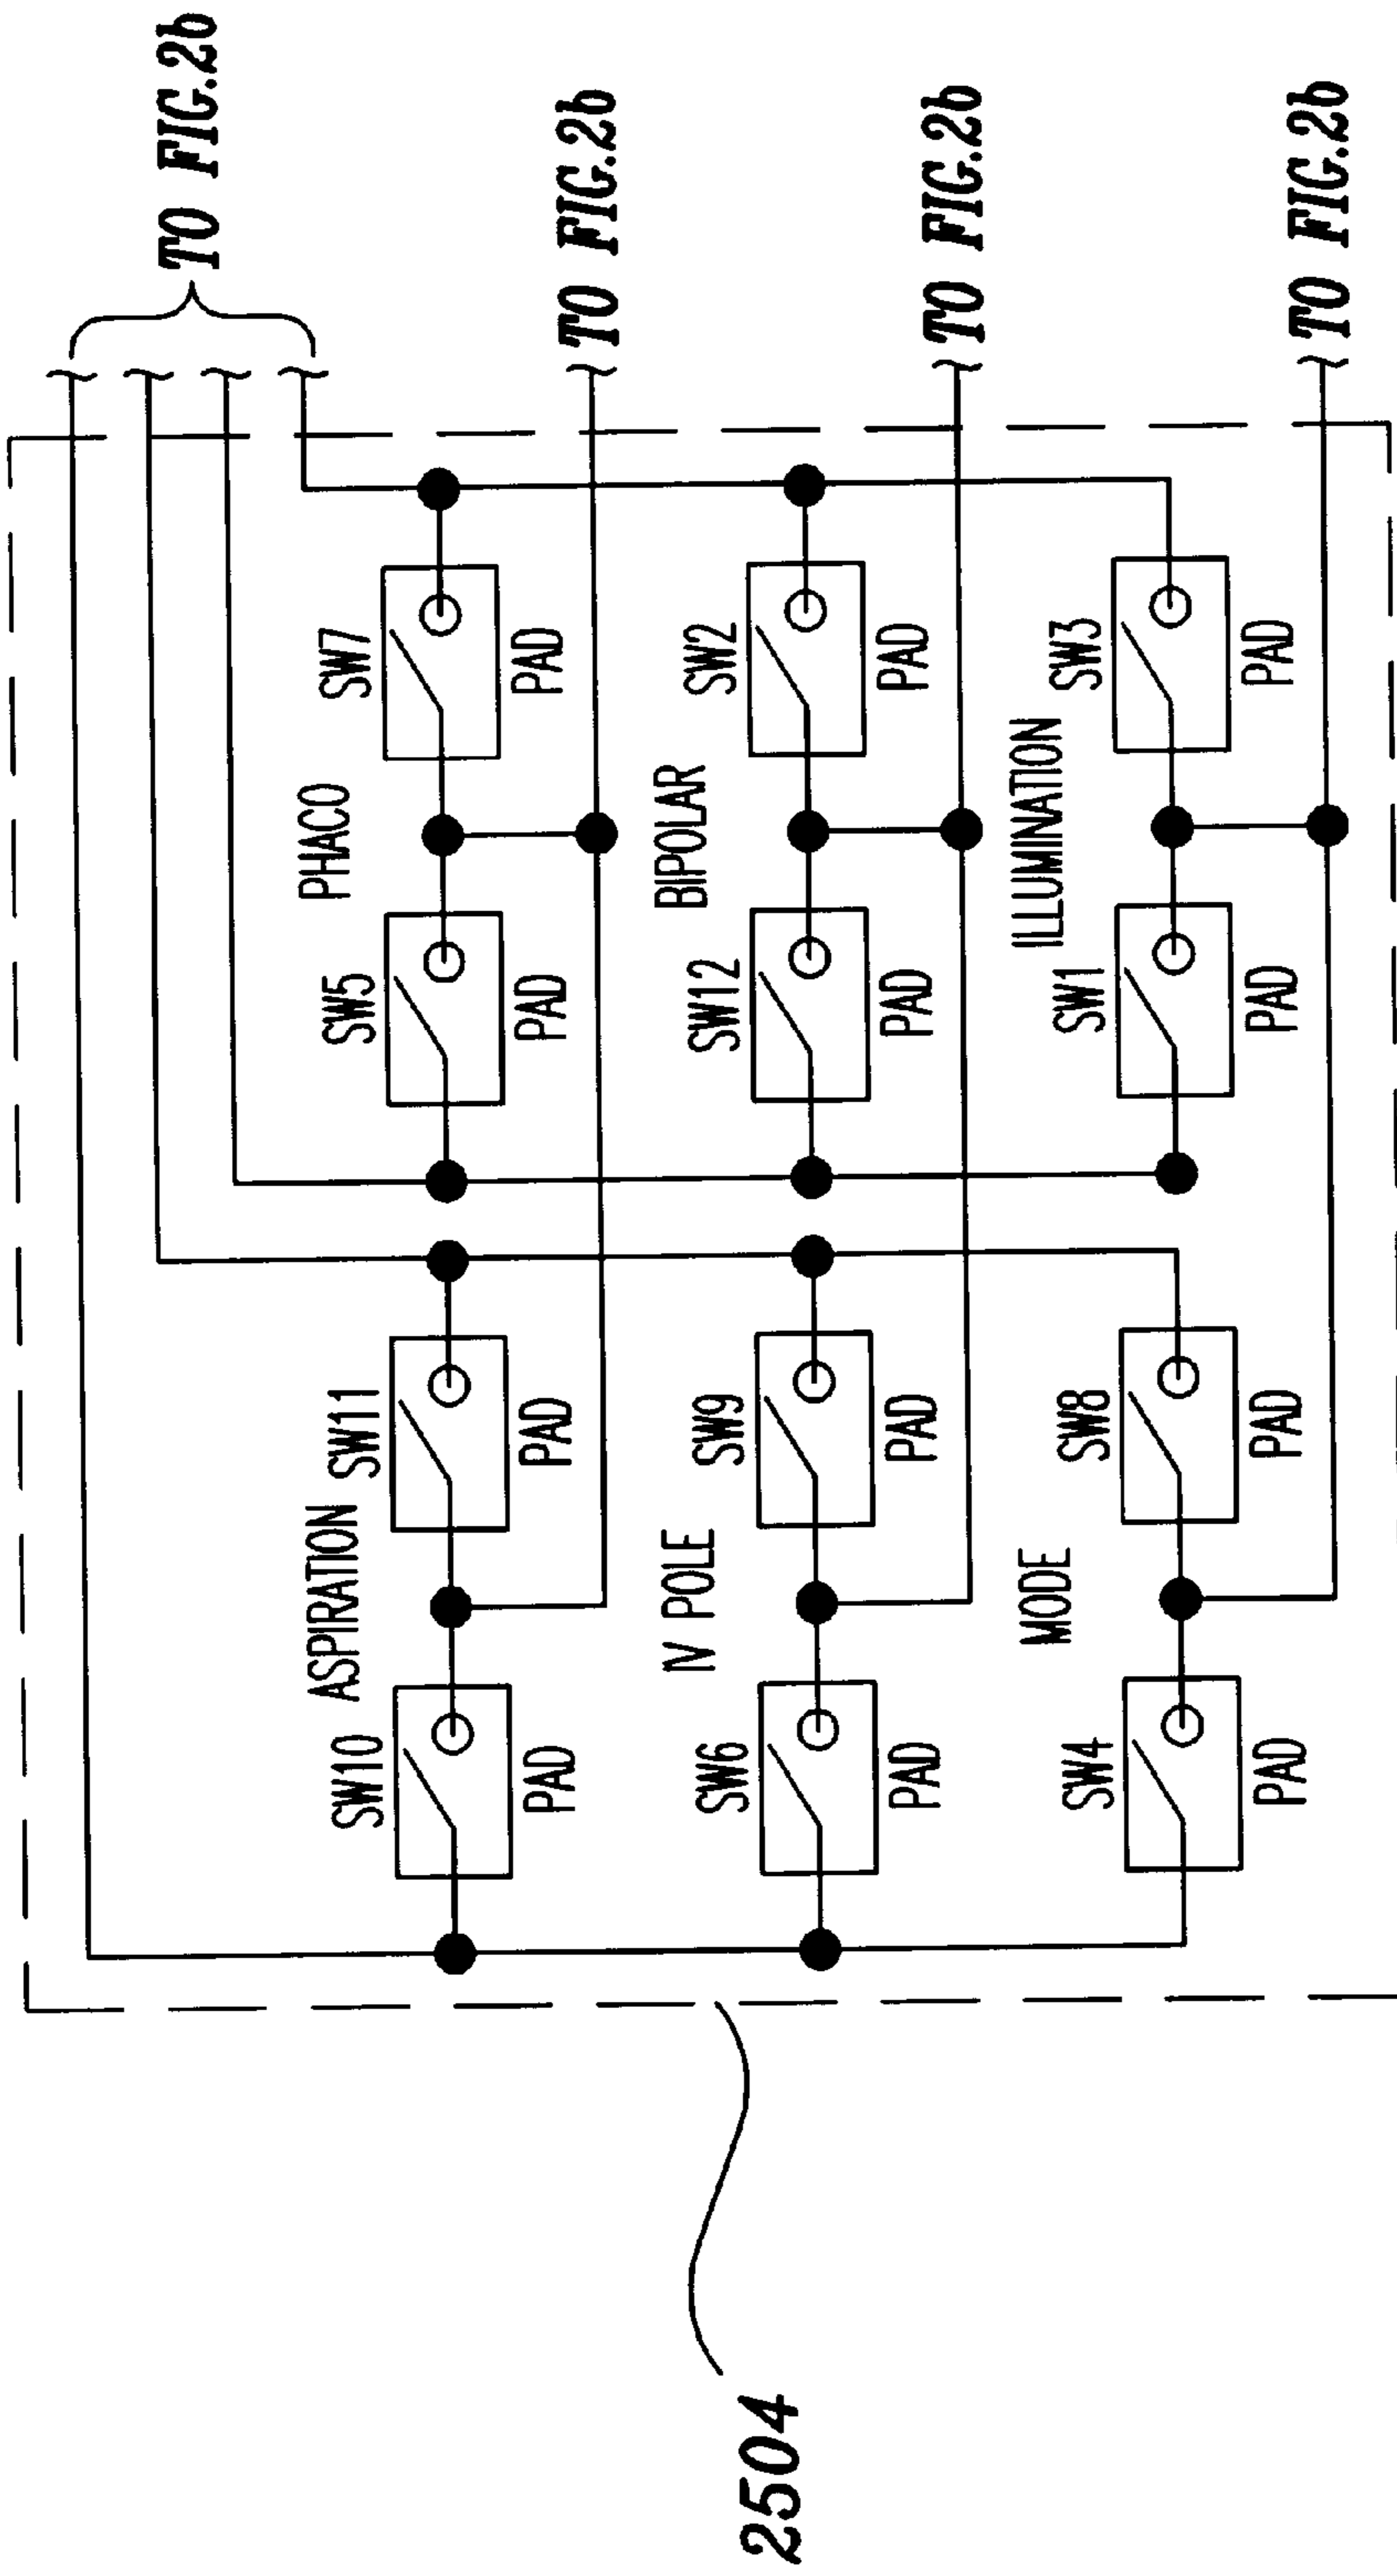 TO FIG.2b
ASPIRATION
PHACO
SW10
SW11
SW5
SW7
PAD
PAD
PAD
PAD
TO FIG.2b
IV POLE
BIPOLAR
SW6
SW9
SW12
SW2
PAD
PAD
PAD
PAD
TO FIG.2b
2504
MODE
ILLUMINATION
SW4
SW8
SW1
SW3
PAD
PAD
PAD
PAD
TO FIG.2b